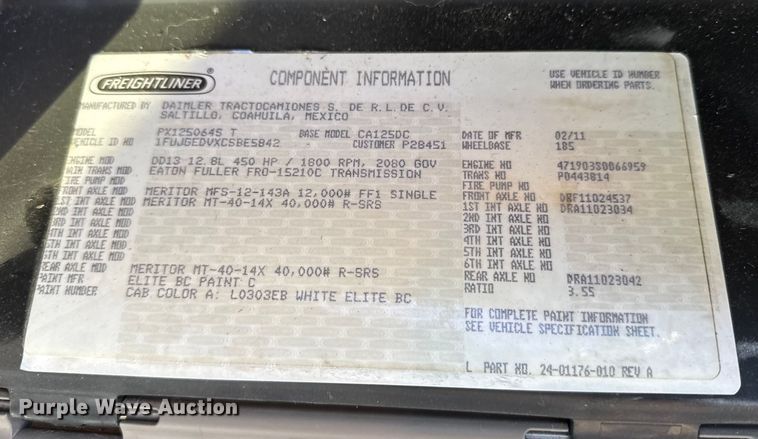 FREIGHTLINER
COMPONENT INFORMATION
USE VEHICLE ID NUMBER
WHEN ORDERING PARTS.
MANUFACTURED BY DAIMLER TRACTOCAMIONES S. DE R.L. DE C.V.
SALTILLO, COAHUILA, MEXICO
MODEL PX125064S T BASE MODEL CA125DC DATE OF MFR 02/11
VEHICLE ID 1FUJGEDVXCSBE5842 CUSTOMER P28451 WHEELBASE 185
ENGINE MOD DD13 12.8L 450 HP / 1800 RPM, 2080 GOV ENGINE NO 471903S0066959
MAIN TRANS MOD EATON FULLER FRO-15210C TRANSMISSION TRANS NO P0443814
FIRE PUMP MOD FIRE PUMP NO
FRONT AXLE MOD MERITOR MFS-12-143A 12,000# FF1 SINGLE FRONT AXLE NO DRF11024537
1ST INT AXLE MOD MERITOR MT-40-14X 40,000# R-SRS 1ST INT AXLE NO DRA11023034
2ND INT AXLE MOD 2ND INT AXLE NO
3RD INT AXLE MOD 3RD INT AXLE NO
4TH INT AXLE MOD 4TH INT AXLE NO
5TH INT AXLE MOD 5TH INT AXLE NO
6TH INT AXLE MOD 6TH INT AXLE NO
REAR AXLE MOD MERITOR MT-40-14X 40,000# R-SRS REAR AXLE NO DRA11023042
PAINT MFR ELITE BC PAINT C RATIO 3.55
PAINT NUMBER CAB COLOR A: L0303EB WHITE ELITE BC
FOR COMPLETE PAINT INFORMATION
SEE VEHICLE SPECIFICATION SHEET.
L PART NO. 24-01176-010 REV A
Purple Wave Auction